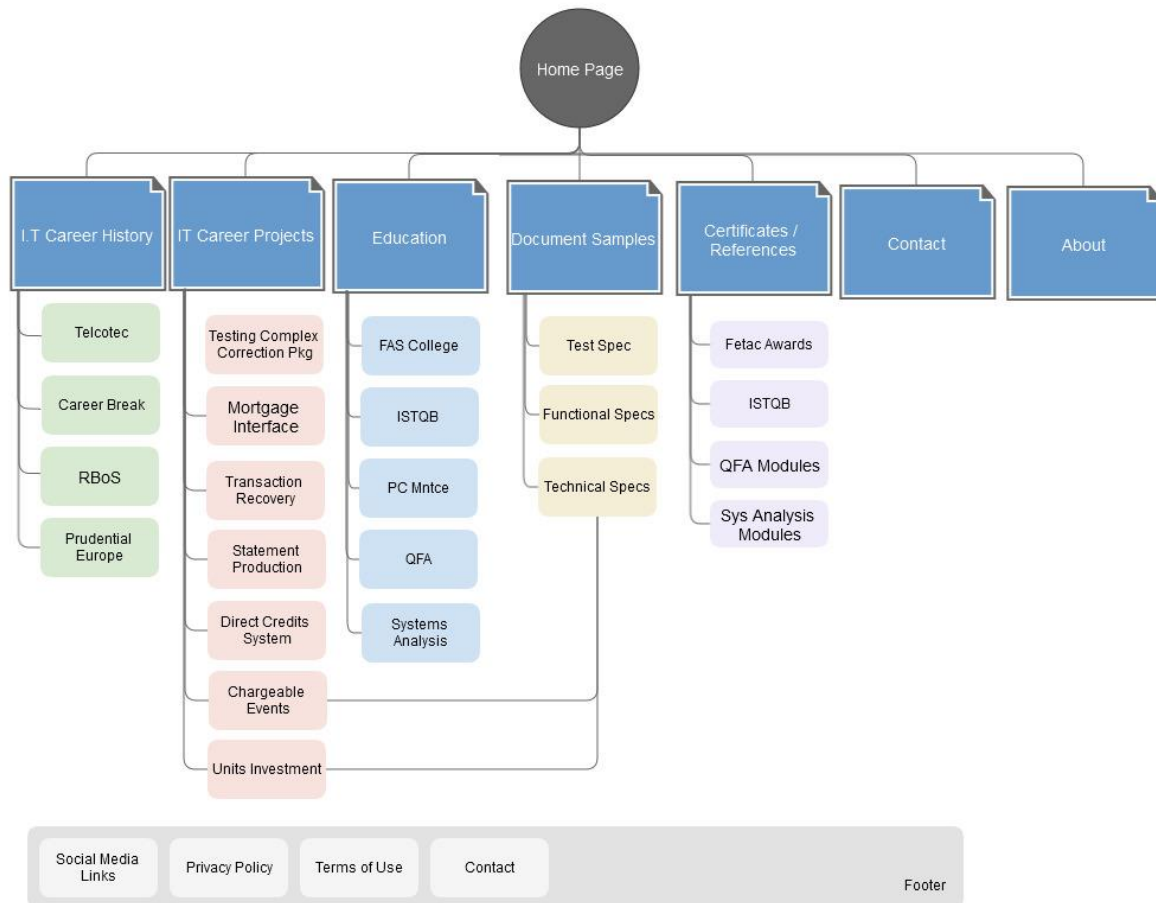 Home Page
I.T Career History
IT Career Projects
Education
Document Samples
Certificates /
References
Contact
About
Telcotec
Career Break
RBoS
Prudential
Europe
Testing Complex
Correction Pkg
Mortgage
Interface
Transaction
Recovery
Statement
Production
Direct Credits
System
Chargeable
Events
Units Investment
FAS College
ISTQB
PC Mntce
QFA
Systems
Analysis
Test Spec
Functional Specs
Technical Specs
Fetac Awards
ISTQB
QFA Modules
Sys Analysis
Modules
Social Media
Links
Privacy Policy
Terms of Use
Contact
Footer